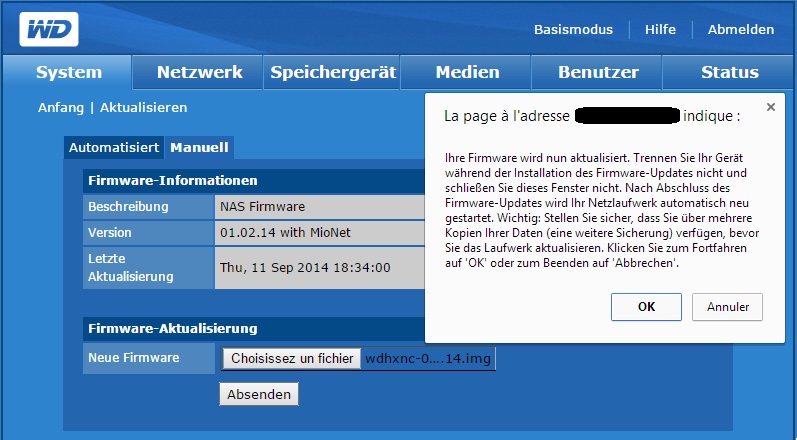 WD
Basismodus | Hilfe | Abmelden
System Netzwerk Speichergerät Medien Benutzer Status
Anfang | Aktualisieren
Automatisiert Manuell
Firmware-Informationen
Beschreibung NAS Firmware
Version 01.02.14 with MioNet
Letzte
Aktualisierung Thu, 11 Sep 2014 18:34:00
Firmware-Aktualisierung
Neue Firmware Choisissez un fichier wdhxnc-0....14.img
Absenden
La page à l'adresse indique :
Ihre Firmware wird nun aktualisiert. Trennen Sie Ihr Gerät
während der Installation des Firmware-Updates nicht und
schließen Sie dieses Fenster nicht. Nach Abschluss des
Firmware-Updates wird Ihr Netzlaufwerk automatisch neu
gestartet. Wichtig: Stellen Sie sicher, dass Sie über mehrere
Kopien Ihrer Daten (eine weitere Sicherung) verfügen, bevor
Sie das Laufwerk aktualisieren. Klicken Sie zum Fortfahren
auf 'OK' oder zum Beenden auf 'Abbrechen'.
OK Annuler